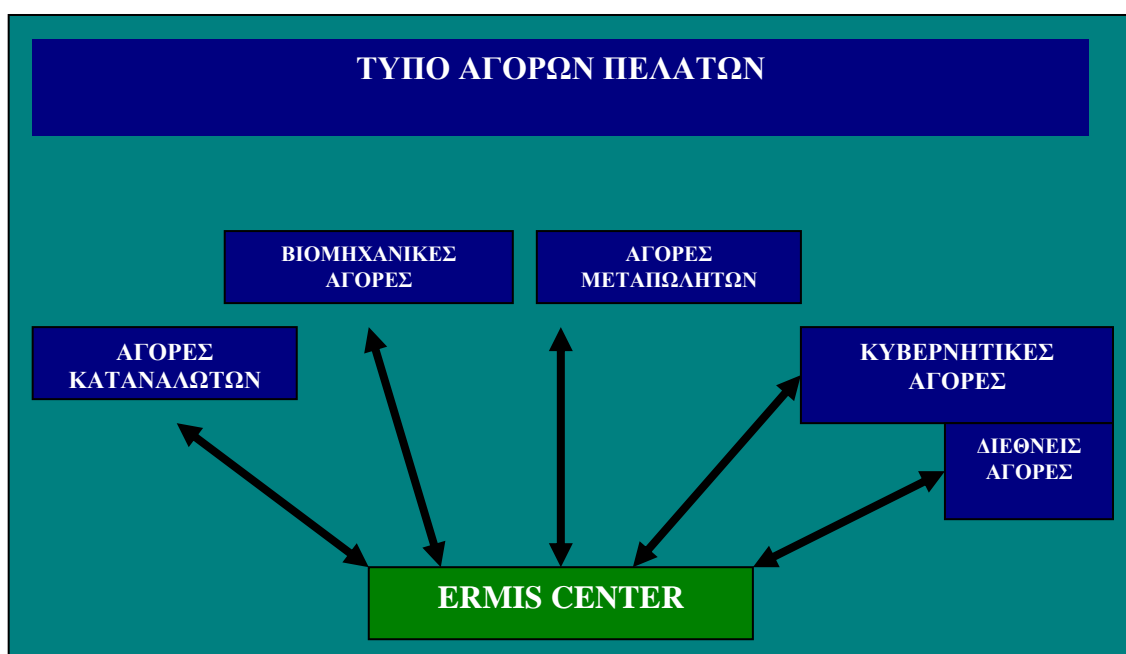 ΤΥΠΟ ΑΓΟΡΩΝ ΠΕΛΑΤΩΝ
ΒΙΟΜΗΧΑΝΙΚΕΣ
ΑΓΟΡΕΣ
ΑΓΟΡΕΣ
ΜΕΤΑΠΩΛΗΤΩΝ
ΑΓΟΡΕΣ
ΚΑΤΑΝΑΛΩΤΩΝ
ΚΥΒΕΡΝΗΤΙΚΕΣ
ΑΓΟΡΕΣ
ΔΙΕΘΝΕΙΣ
ΑΓΟΡΕΣ
ERMIS CENTER